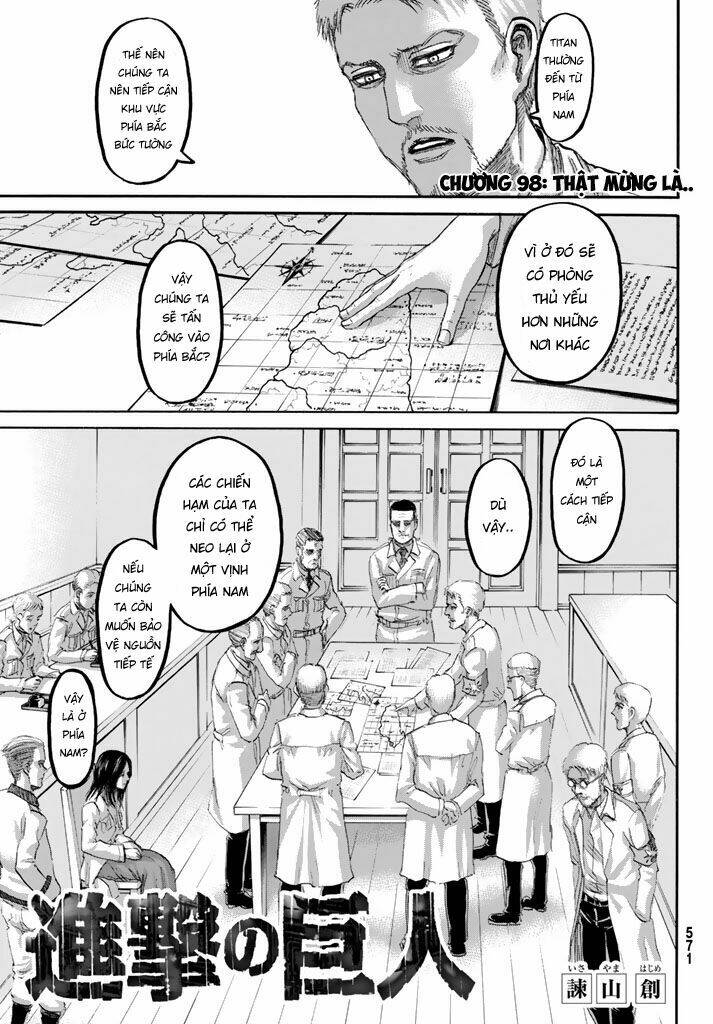 TITAN
THƯỜNG
ĐẾN TỪ
PHÍA
NAM
THẾ NÊN
CHÚNG TA
NÊN TIẾP CẬN
KHU VỰC
PHÍA BẮC
BỨC TƯỜNG
CHƯƠNG 98: THẬT MỪNG LÀ..
VÌ Ở ĐÓ SẼ
CÓ PHÒNG
THỦ YẾU
HƠN NHỮNG
NƠI KHÁC
VẬY
CHÚNG TA
SẼ TẤN
CÔNG VÀO
PHÍA BẮC?
ĐÓ LÀ
MỘT
CÁCH TIẾP
CẬN
DÙ
VẬY..
CÁC CHIẾN
HẠM CỦA TA
CHỈ CÓ THỂ
NEO LẠI Ở
MỘT VỊNH
PHÍA NAM
NẾU
CHÚNG
TA CÒN
MUỐN BẢO
VỆ NGUỒN
TIẾP TẾ
VẬY
LÀ Ở
PHÍA
NAM?
進撃の巨人
いさ やま はじめ
諫山創
571